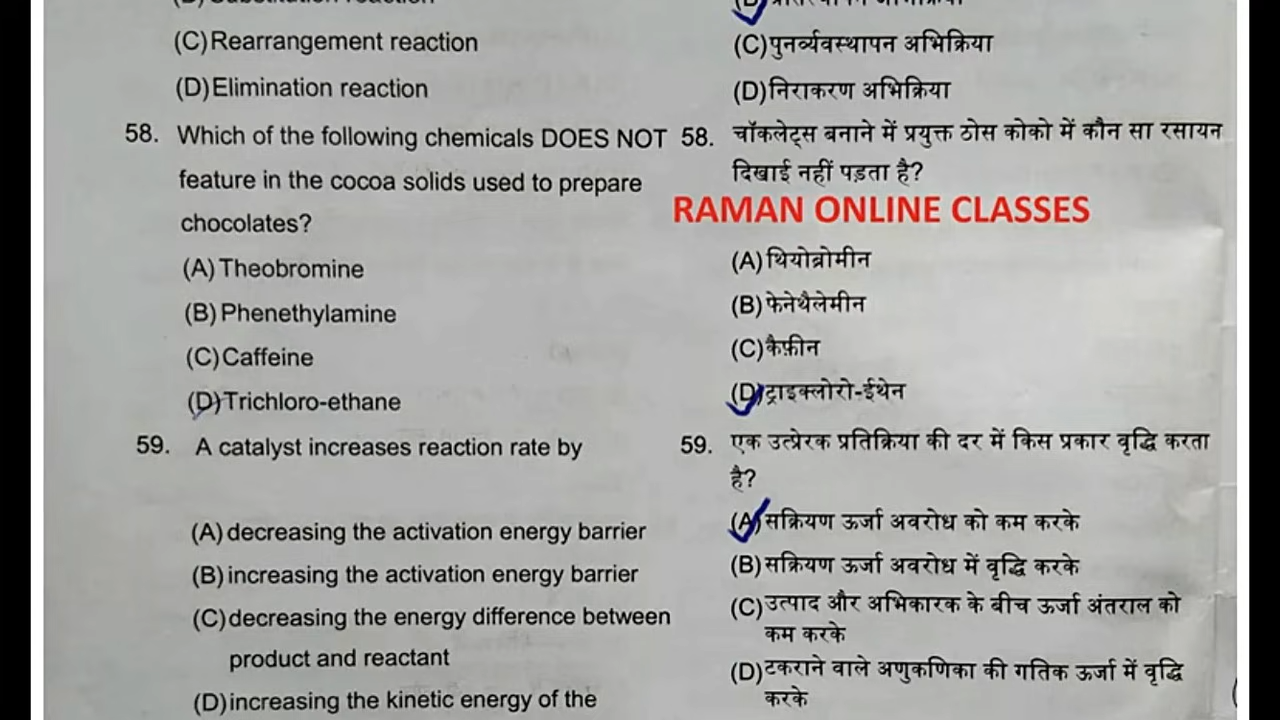 (C)Rearrangement reaction
(D)Elimination reaction
58. Which of the following chemicals DOES NOT
feature in the cocoa solids used to prepare
chocolates?
(A) Theobromine
(B) Phenethylamine
(C) Caffeine
(D) Trichloro-ethane
59. A catalyst increases reaction rate by
(A) decreasing the activation energy barrier
(B) increasing the activation energy barrier
(C) decreasing the energy difference between
product and reactant
(D) increasing the kinetic energy of the
(C) पुनर्व्यवस्थापन अभिक्रिया
(D) निराकरण अभिक्रिया
58. चॉकलेट्स बनाने में प्रयुक्त ठोस कोको में कौन सा रसायन
दिखाई नहीं पड़ता है?
RAMAN ONLINE CLASSES
(A) थियोब्रोमीन
(B) फेनेथैलेमीन
(C) कैफ़ीन
(D) ट्राइक्लोरो-ईथेन
59. एक उत्प्रेरक प्रतिक्रिया की दर में किस प्रकार वृद्धि करता
है?
(A) सक्रियण ऊर्जा अवरोध को कम करके
(B) सक्रियण ऊर्जा अवरोध में वृद्धि करके
(C) उत्पाद और अभिकारक के बीच ऊर्जा अंतराल को
कम करके
(D) टकराने वाले अणुकणिका की गतिक ऊर्जा में वृद्धि
करके